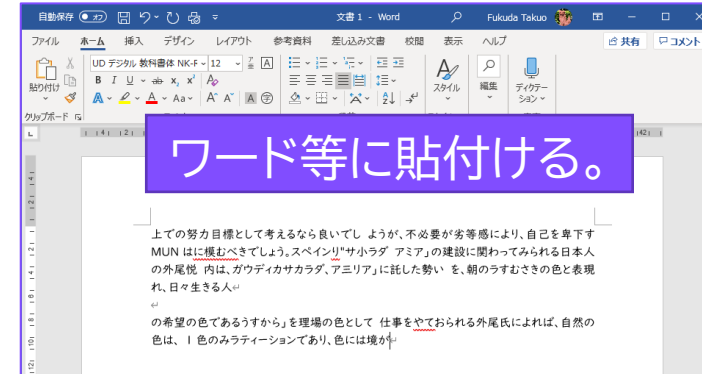 自動保存 オフ 文書 1 - Word Fukuda Takuo
ファイル ホーム 挿入 デザイン レイアウト 参考資料 差し込み文書 校閲 表示 ヘルプ 共有 コメント
UD デジタル 教科書体 NK-F 12
貼り付け B I U ab x₂ x² スタイル 編集 ディクテーション
A Aa A A A
クリップボード
ワード等に貼付ける。
上での努力目標として考えるなら良いでし ようが、不必要が劣等感により、自己を卑下す
MUN はに模むべきでしょう。スペインリ"サ小ラダ アミア」の建設に関わってみられる日本人
の外尾悦 内は、ガウディカサカラダ、アニリア」に託した勢い を、朝のラすむさきの色と表現
れ、日々生きる人↵
↵
の希望の色であるうすから」を理場の色として 仕事をやておられる外尾氏によれば、自然の
色は、 I 色のみラティーションであり、色には境が↵